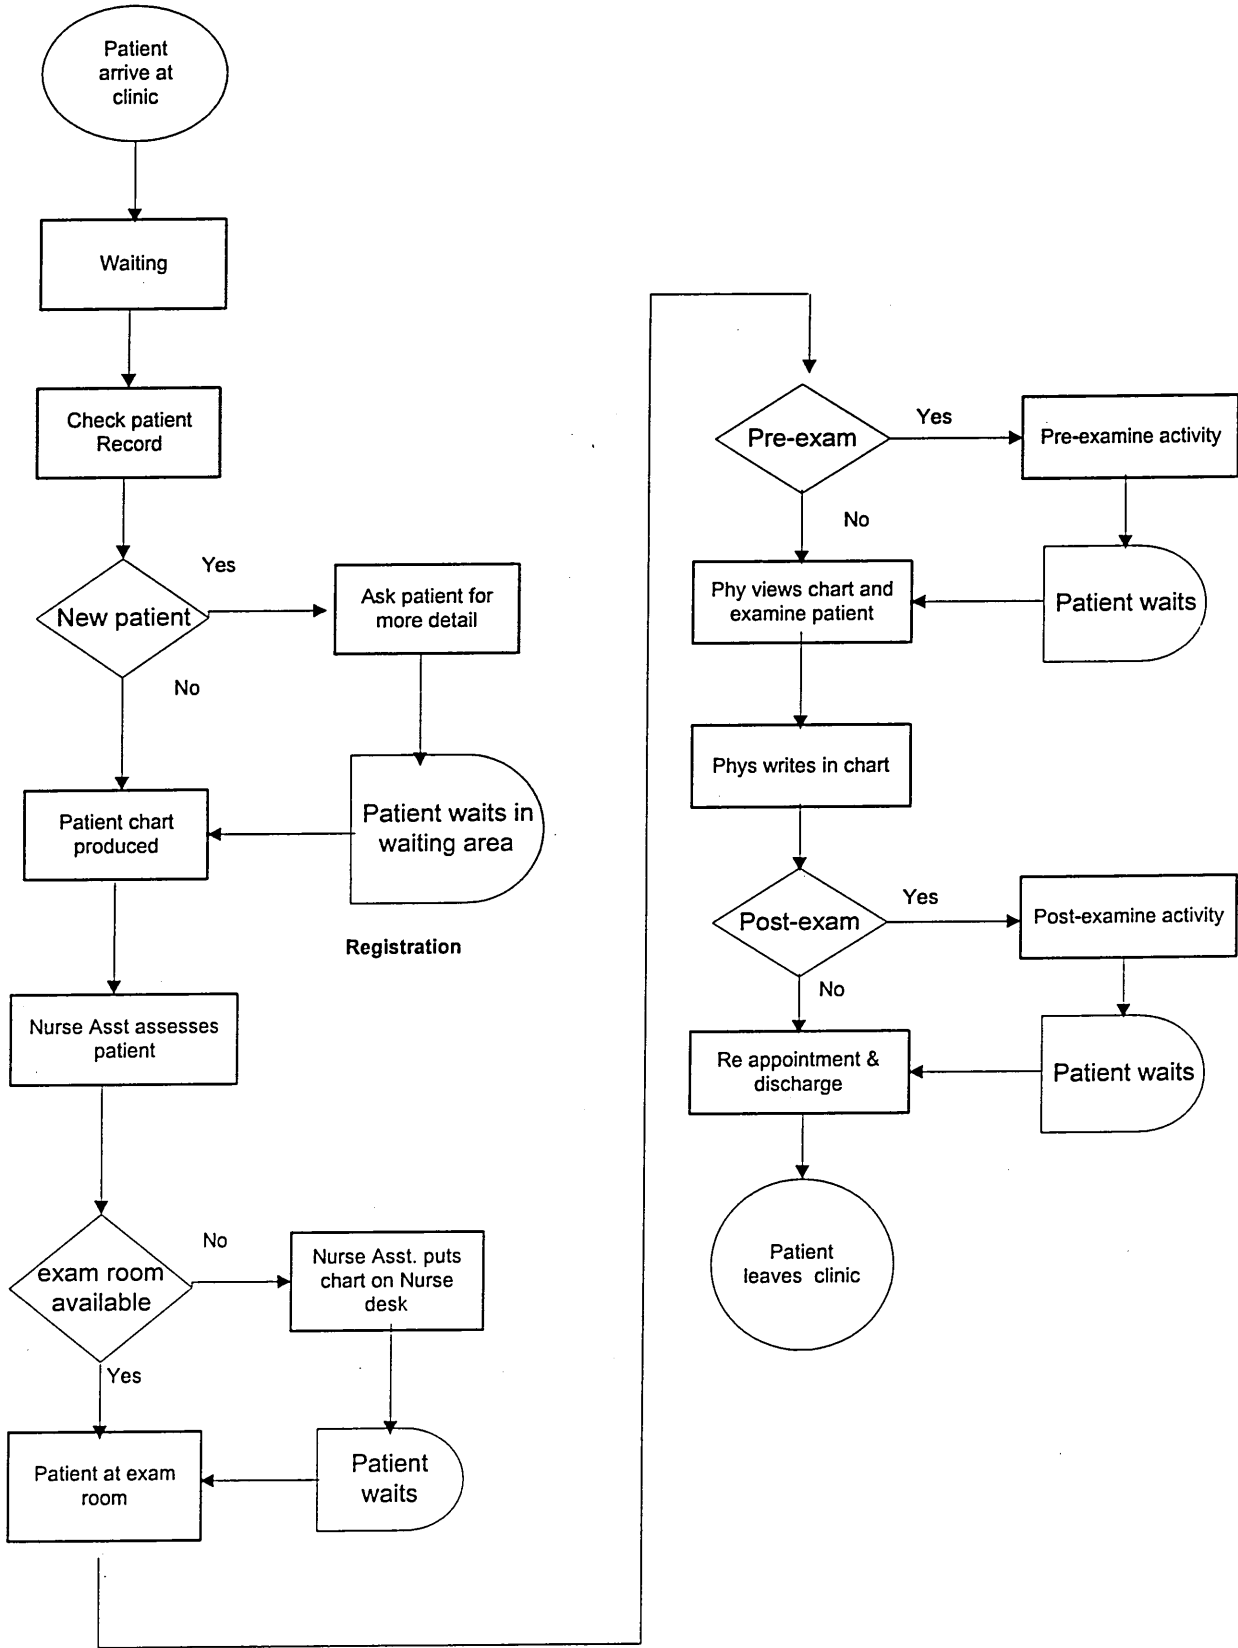 Patient
arrive at
clinic
Waiting
Check patient
Record
New patient
Yes
No
Ask patient for
more detail
Patient waits in
waiting area
Patient chart
produced
Registration
Nurse Asst assesses
patient
exam room
available
No
Yes
Nurse Asst. puts
chart on Nurse
desk
Patient
waits
Patient at exam
room
Pre-exam
Yes
No
Pre-examine activity
Patient waits
Phy views chart and
examine patient
Phys writes in chart
Post-exam
Yes
No
Post-examine activity
Patient waits
Re appointment &
discharge
Patient
leaves clinic